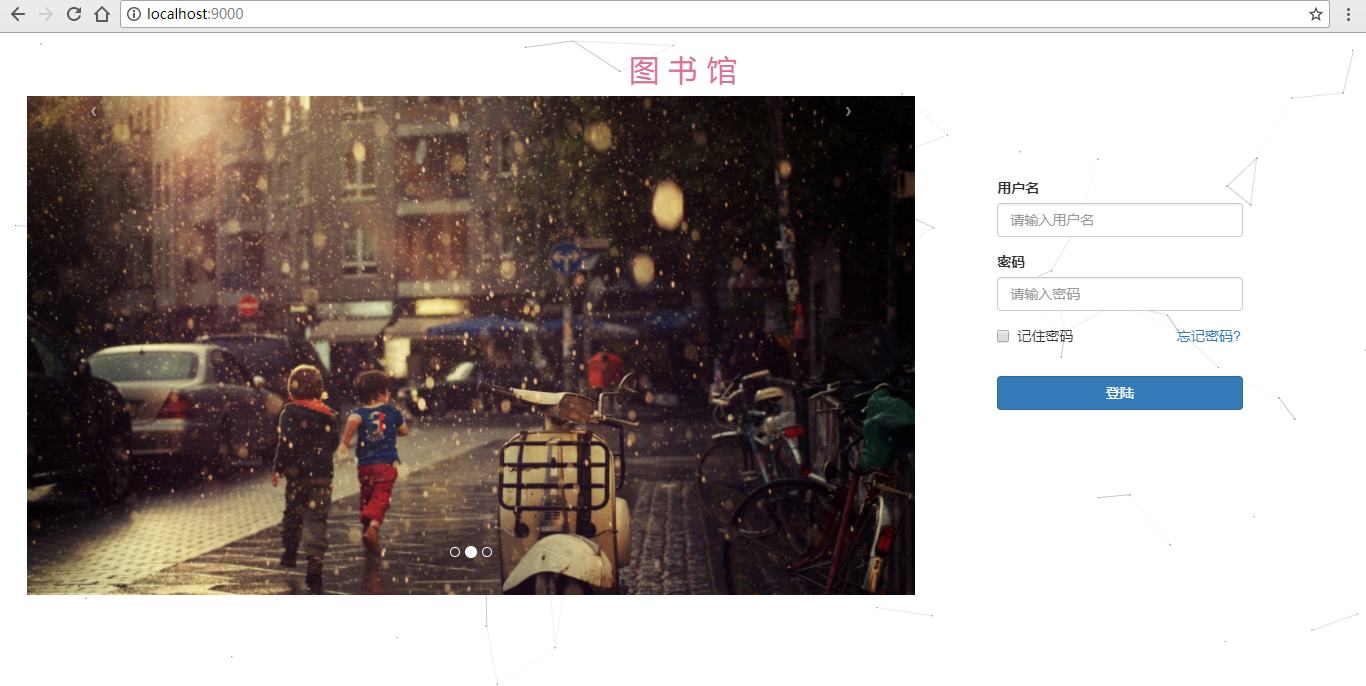 localhost:9000
图 书 馆
用户名
请输入用户名
密码
请输入密码
记住密码
忘记密码?
登陆